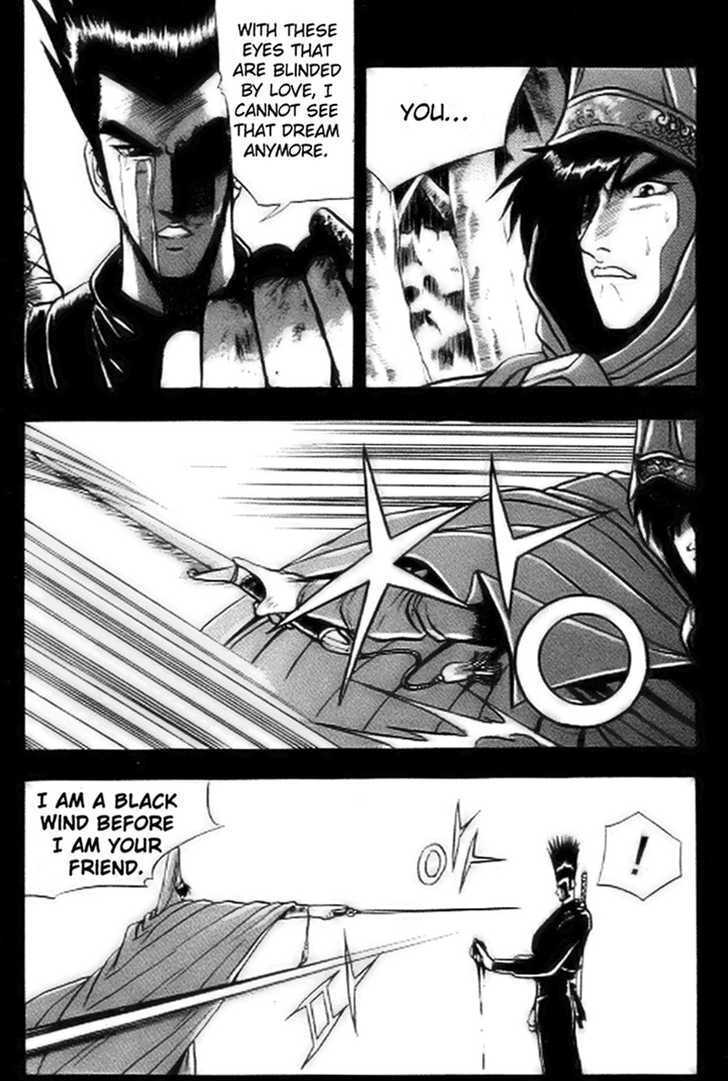 WITH THESE
EYES THAT
ARE BLINDED
BY LOVE, I
CANNOT SEE
THAT DREAM
ANYMORE.
YOU...
I AM A BLACK
WIND BEFORE
I AM YOUR
FRIEND.
!